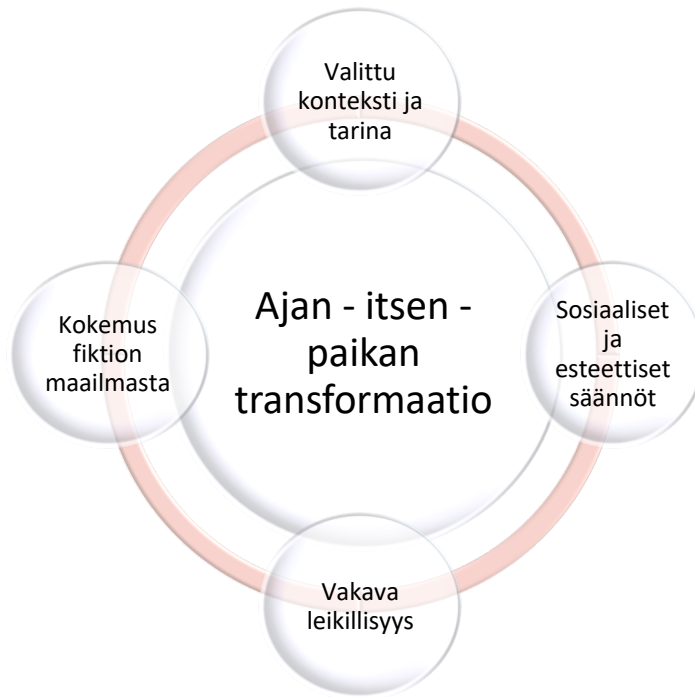 Valittu
konteksti ja
tarina
Kokemus
fiktion
maailmasta
Ajan - itsen -
paikan
transformaatio
Sosiaaliset
ja
esteettiset
säännöt
Vakava
leikillisyys